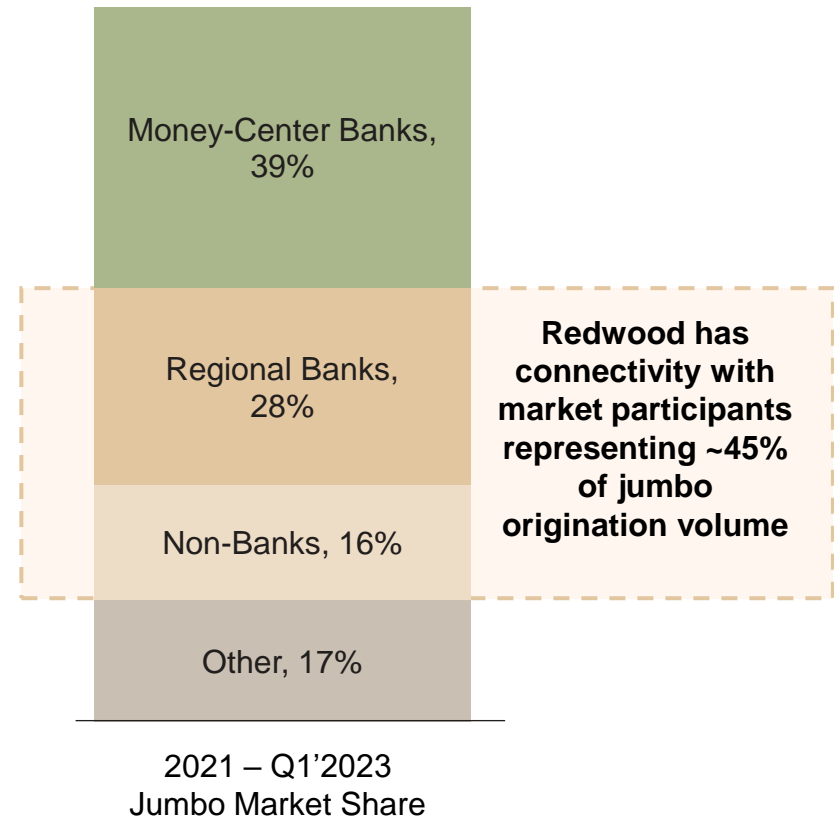 Money-Center Banks,
39%
Regional Banks,
28%
Redwood has
connectivity with
market participants
representing ~45%
of jumbo
origination volume
Non-Banks, 16%
Other, 17%
2021 – Q1’2023
Jumbo Market Share